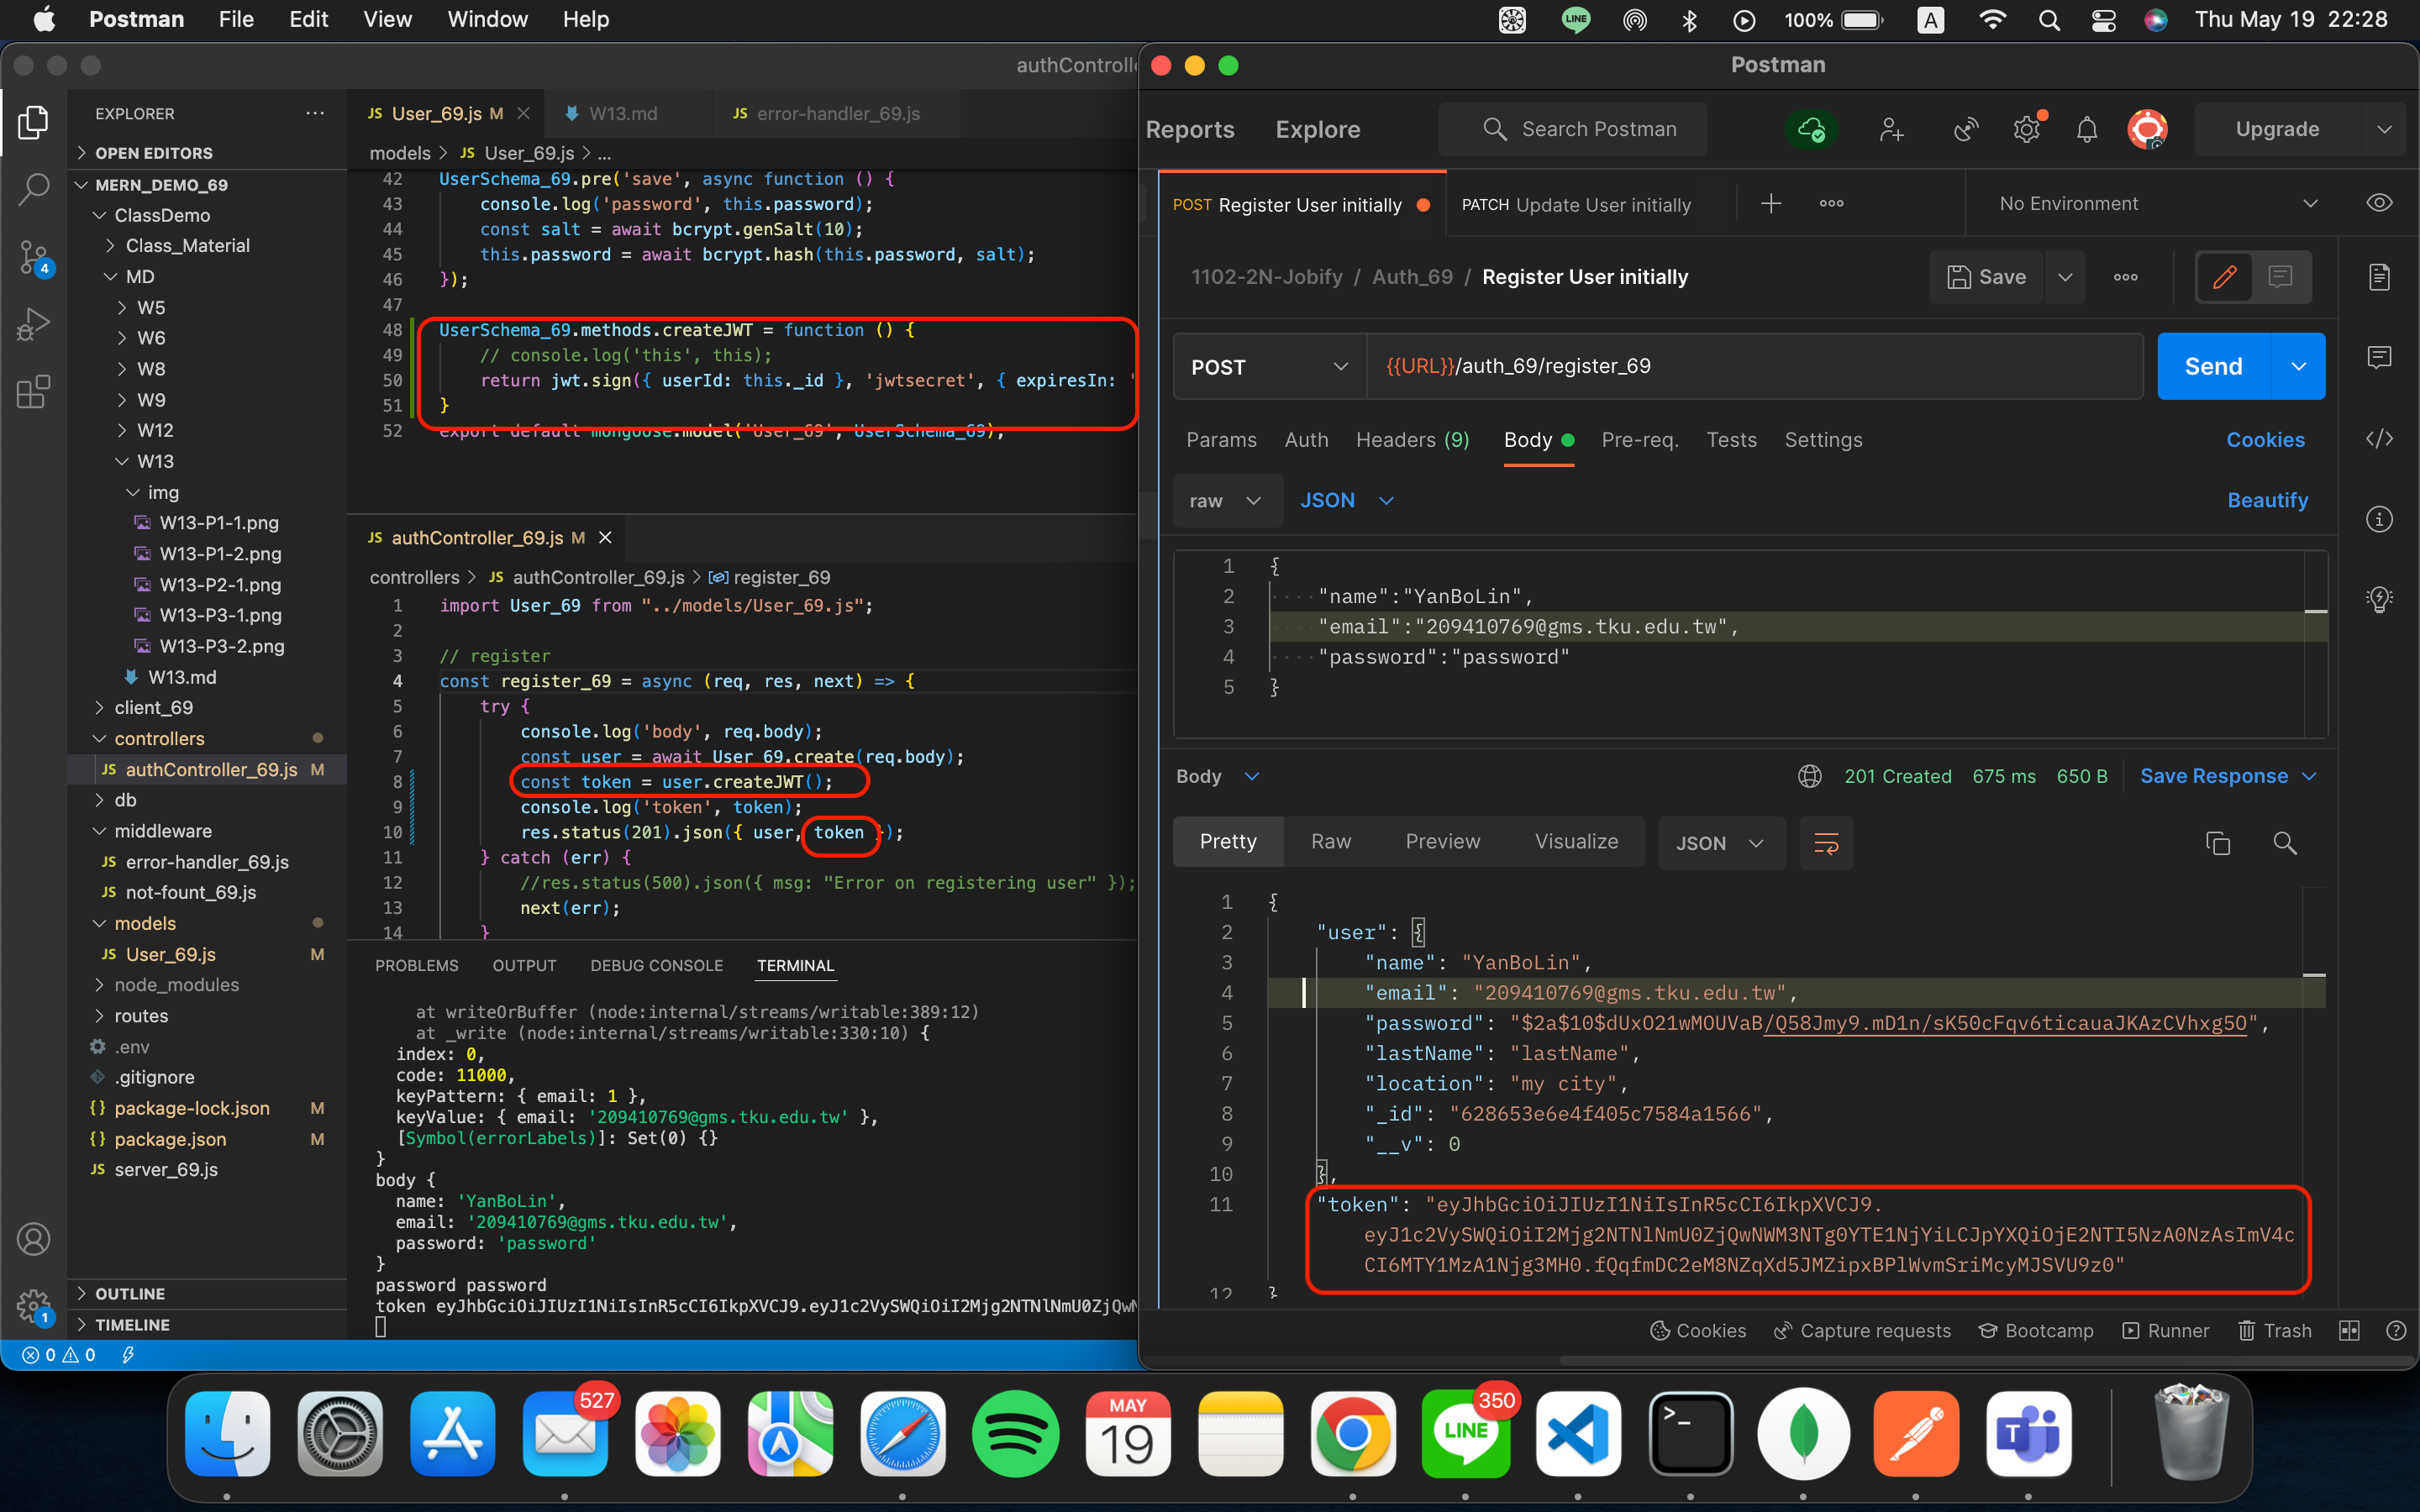 Postman File Edit View Window Help
LINE 100% A Thu May 19 22:28
authControlle
EXPLORER
OPEN EDITORS
MERN_DEMO_69
ClassDemo
Class_Material
MD
W5
W6
W8
W9
W12
W13
img
W13-P1-1.png
W13-P1-2.png
W13-P2-1.png
W13-P3-1.png
W13-P3-2.png
W13.md
client_69
controllers
JS authController_69.js M
db
middleware
JS error-handler_69.js
JS not-fount_69.js
models
JS User_69.js M
node_modules
routes
.env
.gitignore
{} package-lock.json M
{} package.json M
JS server_69.js
OUTLINE
TIMELINE
4
1
0 0
JS User_69.js M W13.md JS error-handler_69.js
models > JS User_69.js > ...
42 UserSchema_69.pre('save', async function () {
43 console.log('password', this.password);
44 const salt = await bcrypt.genSalt(10);
45 this.password = await bcrypt.hash(this.password, salt);
46 });
47
48 UserSchema_69.methods.createJWT = function () {
49 // console.log('this', this);
50 return jwt.sign({ userId: this._id }, 'jwtsecret', { expiresIn: '
51 }
52 export default mongoose.model('User_69', UserSchema_69);
JS authController_69.js M
controllers > JS authController_69.js > register_69
1 import User_69 from "../models/User_69.js";
2
3 // register
4 const register_69 = async (req, res, next) => {
5 try {
6 console.log('body', req.body);
7 const user = await User_69.create(req.body);
8 const token = user.createJWT();
9 console.log('token', token);
10 res.status(201).json({ user, token });
11 } catch (err) {
12 //res.status(500).json({ msg: "Error on registering user" });
13 next(err);
14 }
PROBLEMS OUTPUT DEBUG CONSOLE TERMINAL
at writeOrBuffer (node:internal/streams/writable:389:12)
at _write (node:internal/streams/writable:330:10) {
index: 0,
code: 11000,
keyPattern: { email: 1 },
keyValue: { email: '209410769@gms.tku.edu.tw' },
[Symbol(errorLabels)]: Set(0) {}
}
body {
name: 'YanBoLin',
email: '209410769@gms.tku.edu.tw',
password: 'password'
}
password password
token eyJhbGciOiJIUzI1NiIsInR5cCI6IkpXVCJ9.eyJ1c2VySWQiOiI2Mjg2NTNlNmU0ZjQwN
Postman
Reports Explore Search Postman Upgrade
POST Register User initially PATCH Update User initially No Environment
1102-2N-Jobify / Auth_69 / Register User initially Save
POST {{URL}}/auth_69/register_69 Send
Params Auth Headers (9) Body Pre-req. Tests Settings Cookies
raw JSON Beautify
1 {
2 "name":"YanBoLin",
3 "email":"209410769@gms.tku.edu.tw",
4 "password":"password"
5 }
Body 201 Created 675 ms 650 B Save Response
Pretty Raw Preview Visualize JSON
1 {
2 "user": {
3 "name": "YanBoLin",
4 "email": "209410769@gms.tku.edu.tw",
5 "password": "$2a$10$dUxO21wMOUVaB/Q58Jmy9.mD1n/sK50cFqv6ticauaJKAzCVhxg5O",
6 "lastName": "lastName",
7 "location": "my city",
8 "_id": "628653e6e4f405c7584a1566",
9 "__v": 0
10 },
11 "token": "eyJhbGciOiJIUzI1NiIsInR5cCI6IkpXVCJ9.
eyJ1c2VySWQiOiI2Mjg2NTNlNmU0ZjQwNWM3NTg0YTE1NjYiLCJpYXQiOjE2NTI5NzA0NzAsImV4c
CI6MTY1MzA1Njg3MH0.fQqfmDC2eM8NZqXd5JMZipxBPlWvmSriMcyMJSVU9z0"
12 }
Cookies Capture requests Bootcamp Runner Trash
527 MAY 19 LINE 350